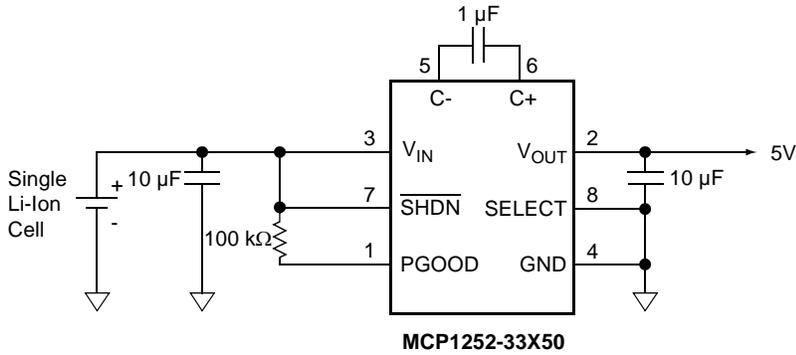 1 µF
5 6
C- C+
3 VIN VOUT 2 5V
Single
Li-Ion
Cell
+
-
10 µF
10 µF
7 SHDN SELECT 8
100 kΩ
1 PGOOD GND 4
MCP1252-33X50